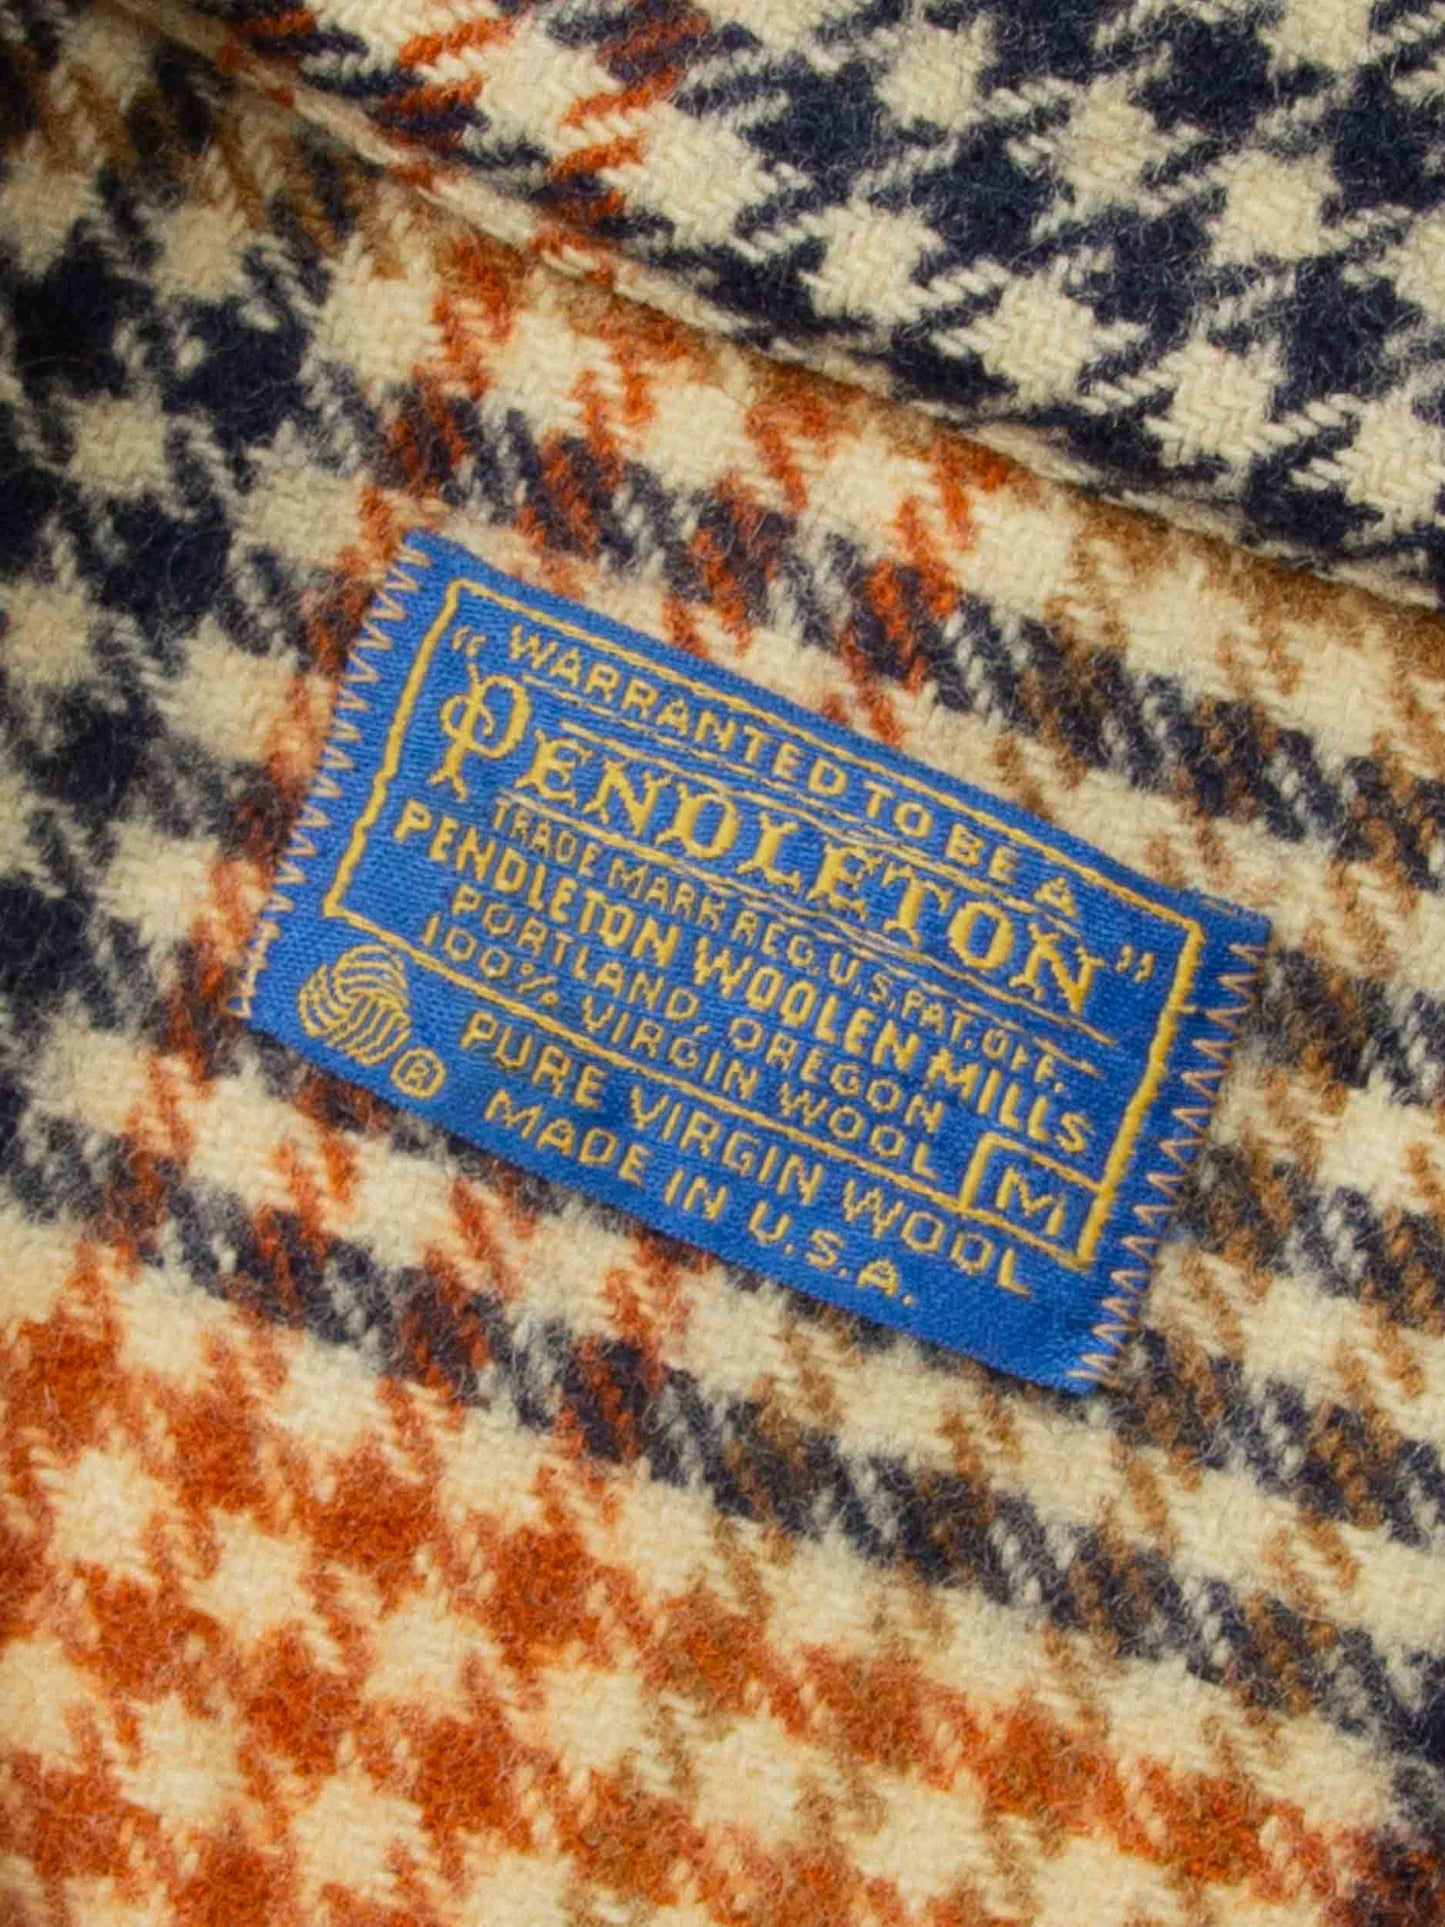 "WARRANTED TO BE A
PENDLETON"
TRADE MARK REG. U.S. PAT. OFF.
PENDLETON WOOLEN MILLS
PORTLAND, OREGON
100% VIRGIN WOOL M
® PURE VIRGIN WOOL
MADE IN U.S.A.